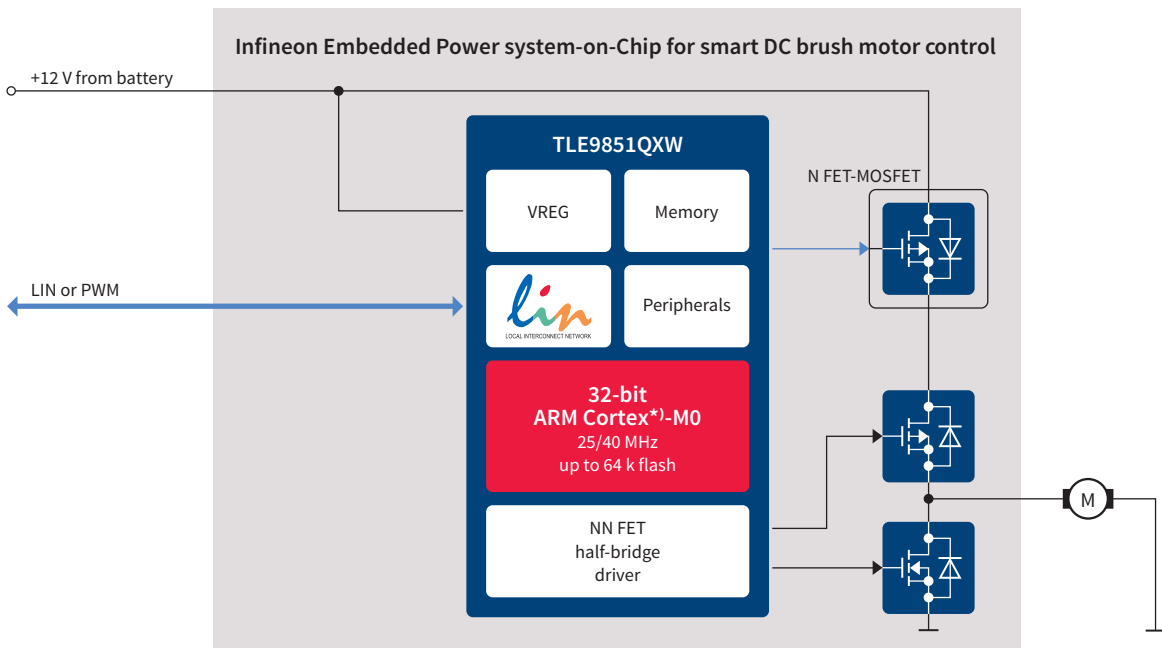 Infineon Embedded Power system-on-Chip for smart DC brush motor control
+12 V from battery
TLE9851QXW
N FET-MOSFET
VREG
Memory
LIN or PWM
lin
LOCAL INTERCONNECT NETWORK
Peripherals
32-bit
ARM Cortex*)-M0
25/40 MHz
up to 64 k flash
M
NN FET
half-bridge
driver